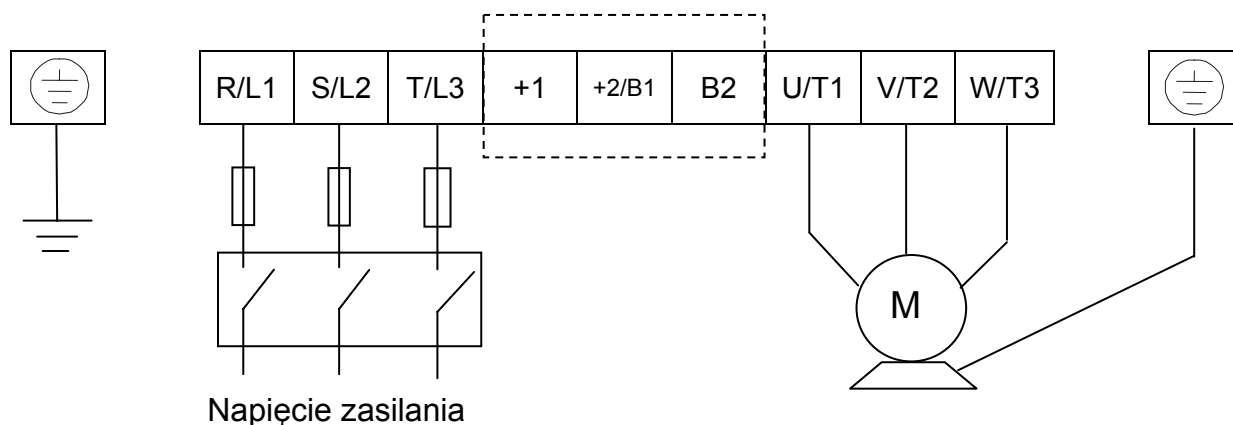 R/L1 S/L2 T/L3 +1 +2/B1 B2 U/T1 V/T2 W/T3
M
Napięcie zasilania